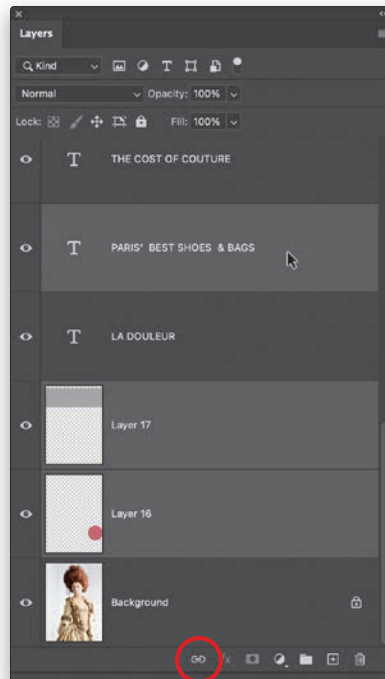 Layers
Kind
Normal Opacity: 100%
Lock: Fill: 100%
T THE COST OF COUTURE
T PARIS' BEST SHOES & BAGS
T LA DOULEUR
Layer 17
Layer 16
Background
fx